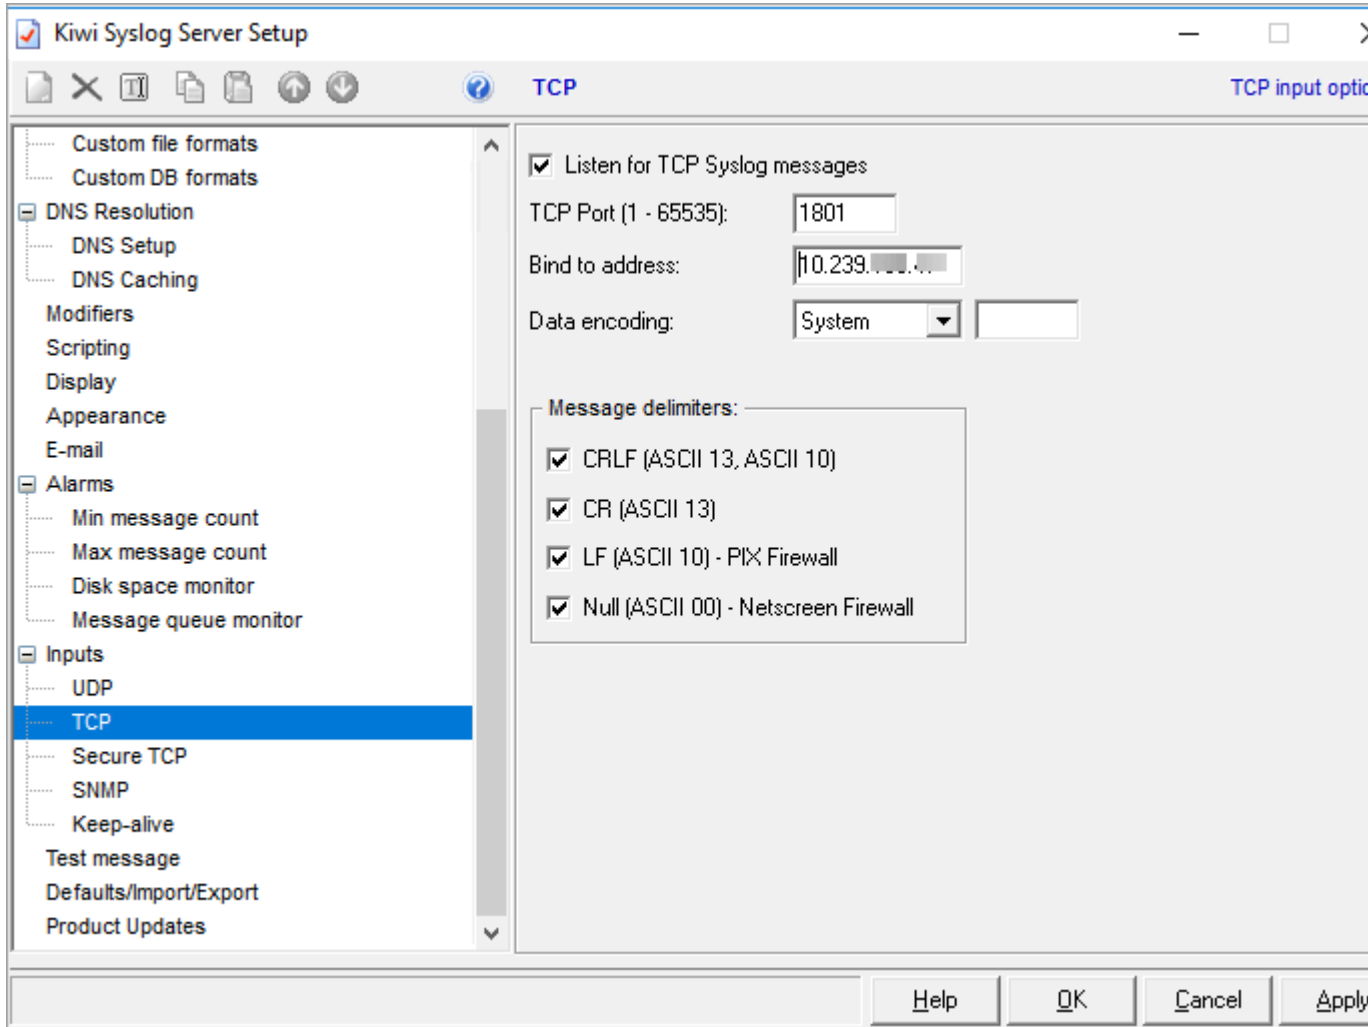 Kiwi Syslog Server Setup
TCP
TCP input optio
Custom file formats
Custom DB formats
DNS Resolution
DNS Setup
DNS Caching
Modifiers
Scripting
Display
Appearance
E-mail
Alarms
Min message count
Max message count
Disk space monitor
Message queue monitor
Inputs
UDP
TCP
Secure TCP
SNMP
Keep-alive
Test message
Defaults/Import/Export
Product Updates
Listen for TCP Syslog messages
TCP Port (1 - 65535): 1801
Bind to address: 10.239.
Data encoding: System
Message delimiters:
CRLF (ASCII 13, ASCII 10)
CR (ASCII 13)
LF (ASCII 10) - PIX Firewall
Null (ASCII 00) - Netscreen Firewall
Help OK Cancel Apply